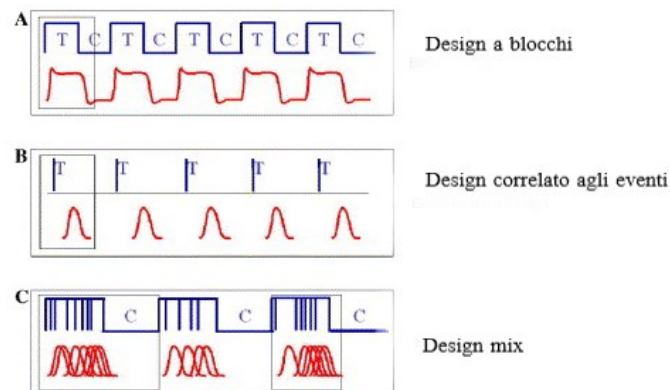 A
T C T C T C T C T C
Design a blocchi
B
T T T T T
Design correlato agli eventi
C
C C C
Design mix